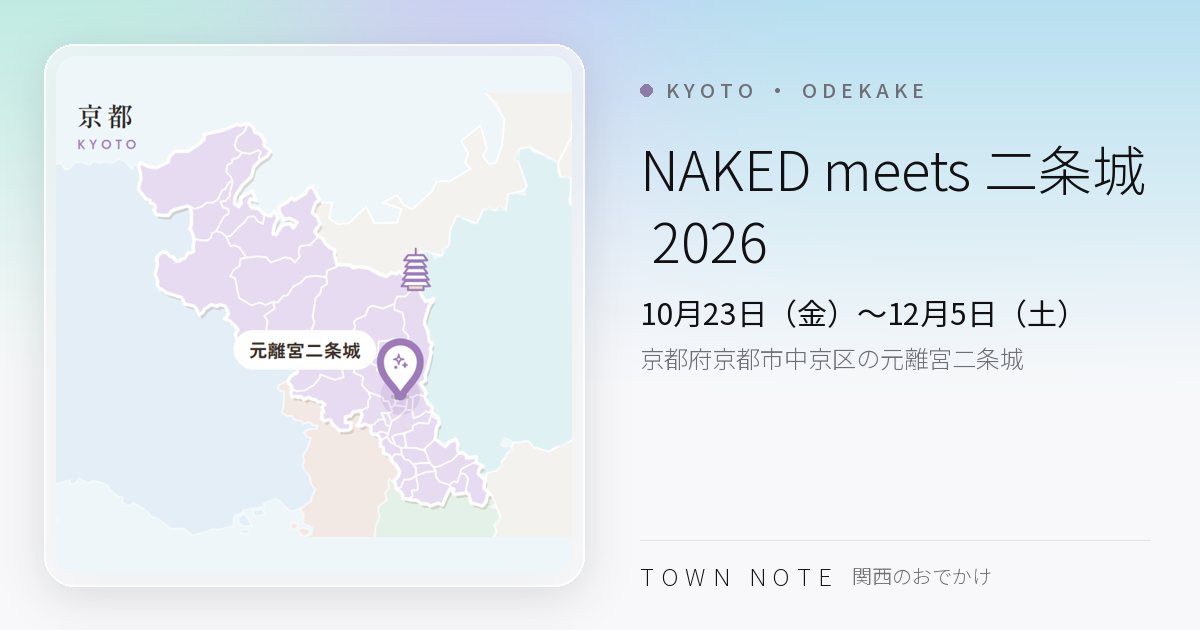 京都
KYOTO
元離宮二条城
KYOTO • ODEKAKE
NAKED meets 二条城
2026
10月23日（金）〜12月5日（土）
京都府京都市中京区の元離宮二条城
TOWN NOTE 関西のおでかけ